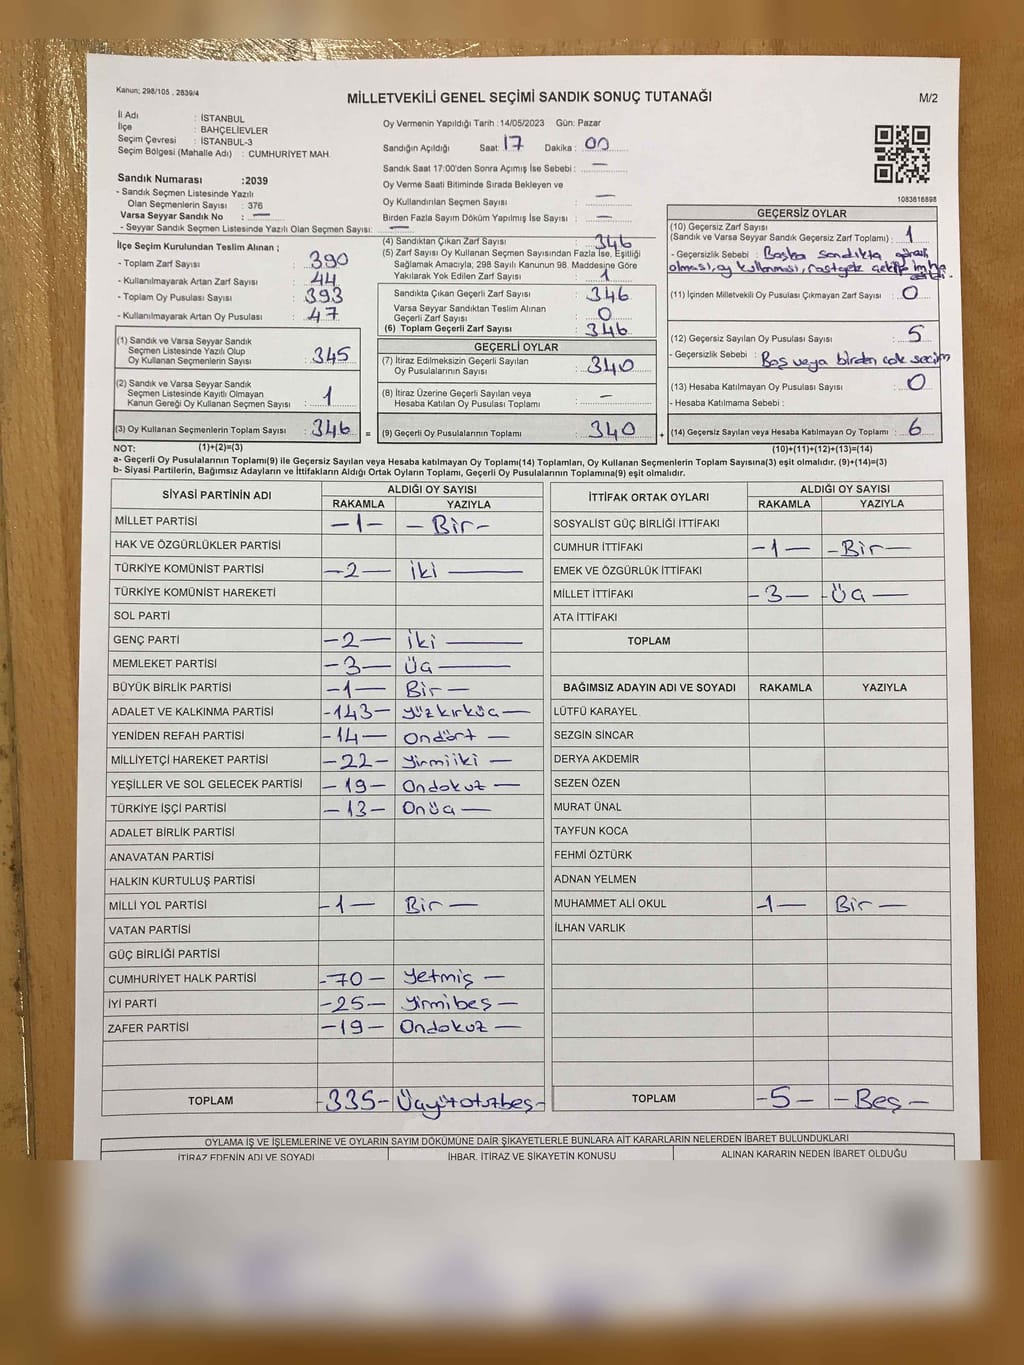 Kanun; 298/105 , 2839/4
MİLLETVEKİLİ GENEL SEÇİMİ SANDIK SONUÇ TUTANAĞI
M/2
İl Adı : İSTANBUL
İlçe : BAHÇELİEVLER
Seçim Çevresi : İSTANBUL-3
Seçim Bölgesi (Mahalle Adı) : CUMHURİYET MAH.
Sandık Numarası :2039
- Sandık Seçmen Listesinde Yazılı
Olan Seçmenlerin Sayısı : 376
Varsa Seyyar Sandık No : —
- Seyyar Sandık Seçmen Listesinde Yazılı Olan Seçmen Sayısı: —
Oy Vermenin Yapıldığı Tarih :14/05/2023 Gün: Pazar
Sandığın Açıldığı Saat: 17 Dakika : 00
Sandık Saat 17:00'den Sonra Açımış İse Sebebi : —
Oy Verme Saati Bitiminde Sırada Bekleyen ve
Oy Kullandırılan Seçmen Sayısı : —
Birden Fazla Sayım Döküm Yapılmış İse Sayısı : —
1083616898
İlçe Seçim Kurulundan Teslim Alınan ;
- Toplam Zarf Sayısı : 390
- Kullanılmayarak Artan Zarf Sayısı : 44
- Toplam Oy Pusulası Sayısı : 393
- Kullanılmayarak Artan Oy Pusulası : 47
(1) Sandık ve Varsa Seyyar Sandık
Seçmen Listesinde Yazılı Olup
Oy Kullanan Seçmenlerin Sayısı : 345
(2) Sandık ve Varsa Seyyar Sandık
Seçmen Listesinde Kayıtlı Olmayan
Kanun Gereği Oy Kullanan Seçmen Sayısı : 1
(3) Oy Kullanan Seçmenlerin Toplam Sayısı : 346
(4) Sandıktan Çıkan Zarf Sayısı : 346
(5) Zarf Sayısı Oy Kullanan Seçmen Sayısından Fazla İse, Eşitliği
Sağlamak Amacıyla; 298 Sayılı Kanunun 98. Maddesine Göre
Yakılarak Yok Edilen Zarf Sayısı : 1
Sandıkta Çıkan Geçerli Zarf Sayısı : 346
Varsa Seyyar Sandıktan Teslim Alınan
Geçerli Zarf Sayısı : 0
(6) Toplam Geçerli Zarf Sayısı : 346
GEÇERLİ OYLAR
(7) İtiraz Edilmeksizin Geçerli Sayılan
Oy Pusulalarının Sayısı : 340
(8) İtiraz Üzerine Geçerli Sayılan veya
Hesaba Katılan Oy Pusulası Toplamı : —
= (9) Geçerli Oy Pusulalarının Toplamı : 340
GEÇERSİZ OYLAR
(10) Geçersiz Zarf Sayısı
(Sandık ve Varsa Seyyar Sandık Geçersiz Zarf Toplamı) : 1
- Geçersizlik Sebebi : Başka sandıkta
olması, oy kullanması, rastgele çekilip imha
(11) İçinden Milletvekili Oy Pusulası Çıkmayan Zarf Sayısı : 0
(12) Geçersiz Sayılan Oy Pusulası Sayısı : 5
- Geçersizlik Sebebi : Boş veya birden çok seçim
(13) Hesaba Katılmayan Oy Pusulası Sayısı : 0
- Hesaba Katılmama Sebebi :
+ (14) Geçersiz Sayılan veya Hesaba Katılmayan Oy Toplamı : 6
NOT: (1)+(2)=(3) (10)+(11)+(12)+(13)=(14)
a- Geçerli Oy Pusulalarının Toplamı(9) ile Geçersiz Sayılan veya Hesaba katılmayan Oy Toplamı(14) Toplamları, Oy Kullanan Seçmenlerin Toplam Sayısına(3) eşit olmalıdır. (9)+(14)=(3)
b- Siyasi Partilerin, Bağımsız Adayların ve İttifakların Aldığı Ortak Oyların Toplamı, Geçerli Oy Pusulalarının Toplamına(9) eşit olmalıdır.
SİYASİ PARTİNİN ADI ALDIĞI OY SAYISI
RAKAMLA YAZIYLA
MİLLET PARTİSİ -1- -Bir-
HAK VE ÖZGÜRLÜKLER PARTİSİ
TÜRKİYE KOMÜNİST PARTİSİ -2- iki —
TÜRKİYE KOMÜNİST HAREKETİ
SOL PARTİ
GENÇ PARTİ -2- iki —
MEMLEKET PARTİSİ -3- Üç —
BÜYÜK BİRLİK PARTİSİ -1- Bir —
ADALET VE KALKINMA PARTİSİ -143- yüzkırküç —
YENİDEN REFAH PARTİSİ -14- Ondört —
MİLLİYETÇİ HAREKET PARTİSİ -22- yirmiiki —
YEŞİLLER VE SOL GELECEK PARTİSİ -19- Ondokuz —
TÜRKİYE İŞÇİ PARTİSİ -13- Onüç —
ADALET BİRLİK PARTİSİ
ANAVATAN PARTİSİ
HALKIN KURTULUŞ PARTİSİ
MİLLİ YOL PARTİSİ -1- Bir —
VATAN PARTİSİ
GÜÇ BİRLİĞİ PARTİSİ
CUMHURİYET HALK PARTİSİ -70- yetmiş —
İYİ PARTİ -25- yirmibeş —
ZAFER PARTİSİ -19- Ondokuz —
TOPLAM -335- Üçyüzotuzbeş-
İTTİFAK ORTAK OYLARI ALDIĞI OY SAYISI
RAKAMLA YAZIYLA
SOSYALİST GÜÇ BİRLİĞİ İTTİFAKI
CUMHUR İTTİFAKI -1- -Bir-
EMEK VE ÖZGÜRLÜK İTTİFAKI
MİLLET İTTİFAKI -3- -Üç-
ATA İTTİFAKI
TOPLAM
BAĞIMSIZ ADAYIN ADI VE SOYADI RAKAMLA YAZIYLA
LÜTFÜ KARAYEL
SEZGİN SİNCAR
DERYA AKDEMİR
SEZEN ÖZEN
MURAT ÜNAL
TAYFUN KOCA
FEHMİ ÖZTÜRK
ADNAN YELMEN
MUHAMMET ALİ OKUL -1- Bir —
İLHAN VARLIK
TOPLAM -5- -Beş-
OYLAMA İŞ VE İŞLEMLERİNE VE OYLARIN SAYIM DÖKÜMÜNE DAİR ŞİKAYETLERLE BUNLARA AİT KARARLARIN NELERDEN İBARET BULUNDUKLARI
İTİRAZ EDENİN ADI VE SOYADI İHBAR, İTİRAZ VE ŞİKAYETİN KONUSU ALINAN KARARIN NEDEN İBARET OLDUĞU